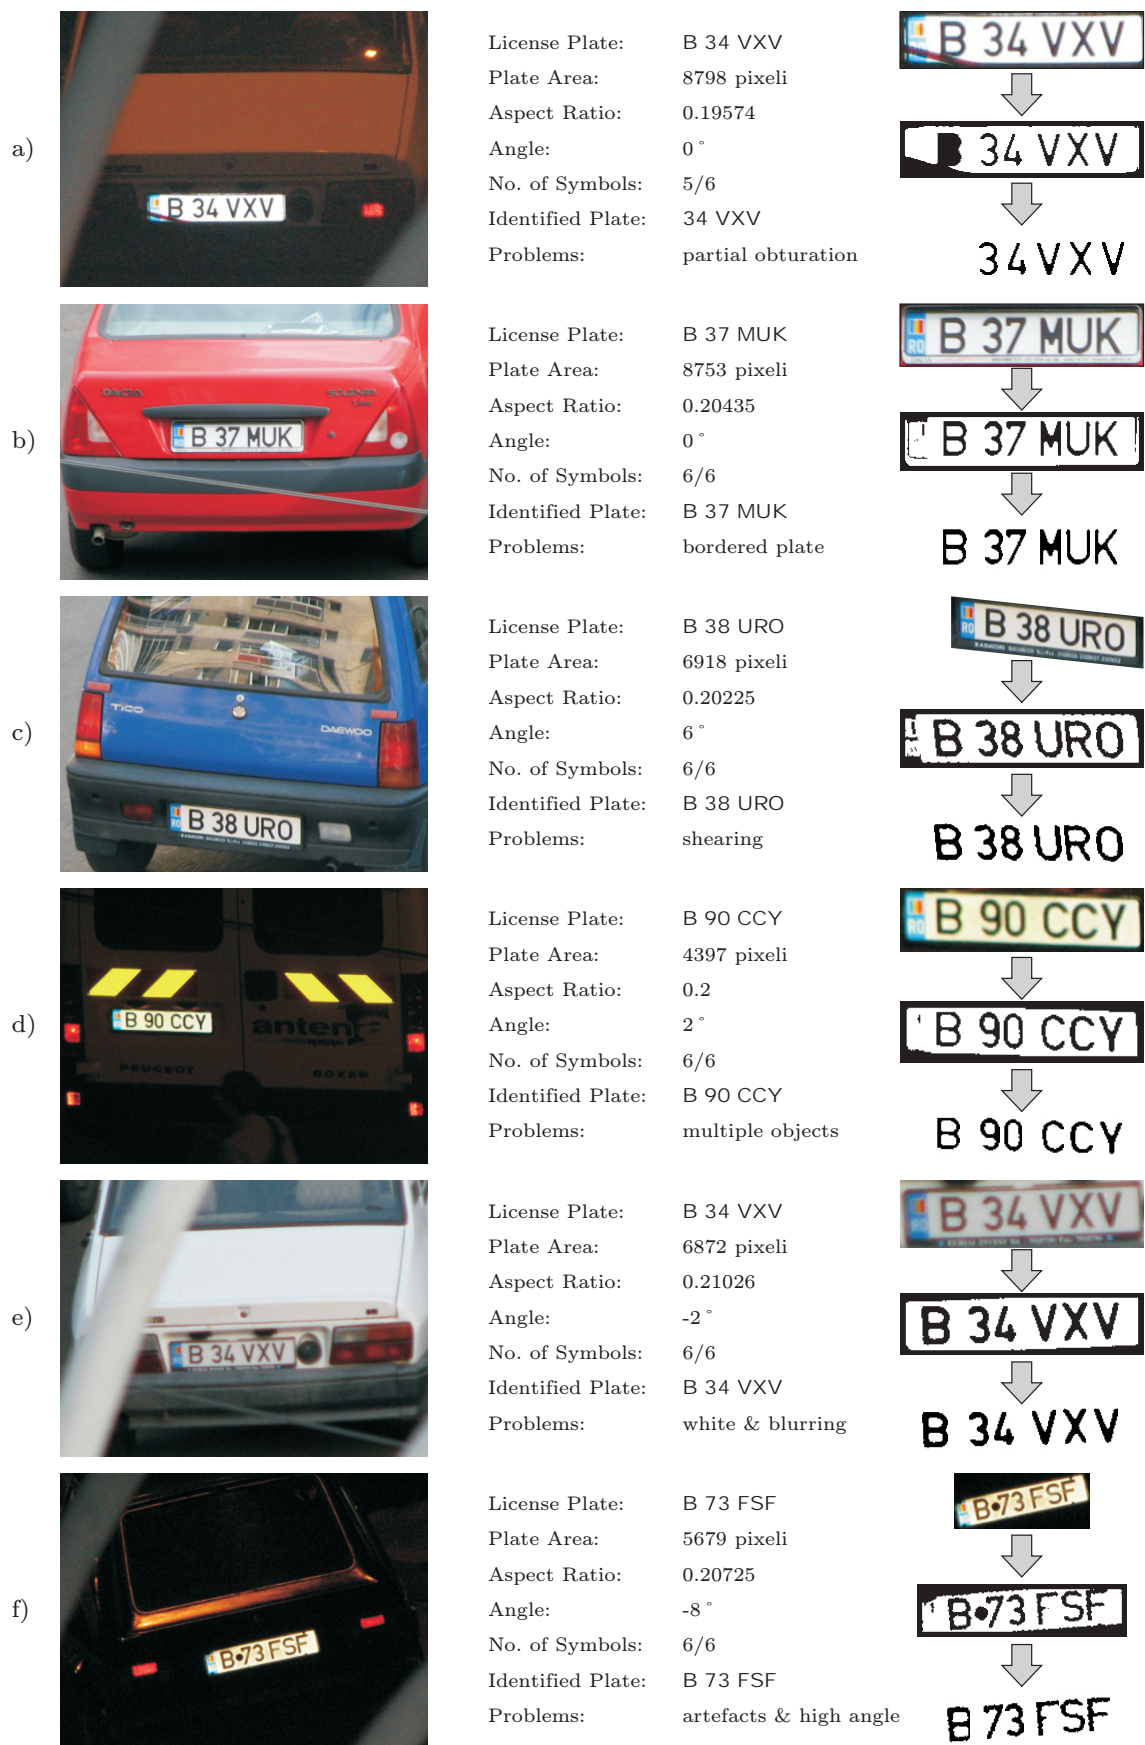 a)
B 34 VXV
License Plate: B 34 VXV
Plate Area: 8798 pixeli
Aspect Ratio: 0.19574
Angle: 0°
No. of Symbols: 5/6
Identified Plate: 34 VXV
Problems: partial obturation
B 34 VXV
B 34 VXV
34 VXV
b)
DACIA
SOLENZA
RO B 37 MUK
License Plate: B 37 MUK
Plate Area: 8753 pixeli
Aspect Ratio: 0.20435
Angle: 0°
No. of Symbols: 6/6
Identified Plate: B 37 MUK
Problems: bordered plate
RO B 37 MUK
B 37 MUK
B 37 MUK
c)
TICO
DAEWOO
RO B 38 URO
License Plate: B 38 URO
Plate Area: 6918 pixeli
Aspect Ratio: 0.20225
Angle: 6°
No. of Symbols: 6/6
Identified Plate: B 38 URO
Problems: shearing
RO B 38 URO
B 38 URO
B 38 URO
d)
B 90 CCY
antena
PEUGEOT
BOXER
License Plate: B 90 CCY
Plate Area: 4397 pixeli
Aspect Ratio: 0.2
Angle: 2°
No. of Symbols: 6/6
Identified Plate: B 90 CCY
Problems: multiple objects
RO B 90 CCY
B 90 CCY
B 90 CCY
e)
B 34 VXV
License Plate: B 34 VXV
Plate Area: 6872 pixeli
Aspect Ratio: 0.21026
Angle: -2°
No. of Symbols: 6/6
Identified Plate: B 34 VXV
Problems: white & blurring
RO B 34 VXV
B 34 VXV
B 34 VXV
f)
B•73 FSF
License Plate: B 73 FSF
Plate Area: 5679 pixeli
Aspect Ratio: 0.20725
Angle: -8°
No. of Symbols: 6/6
Identified Plate: B 73 FSF
Problems: artefacts & high angle
B•73 FSF
B•73 FSF
B 73 FSF